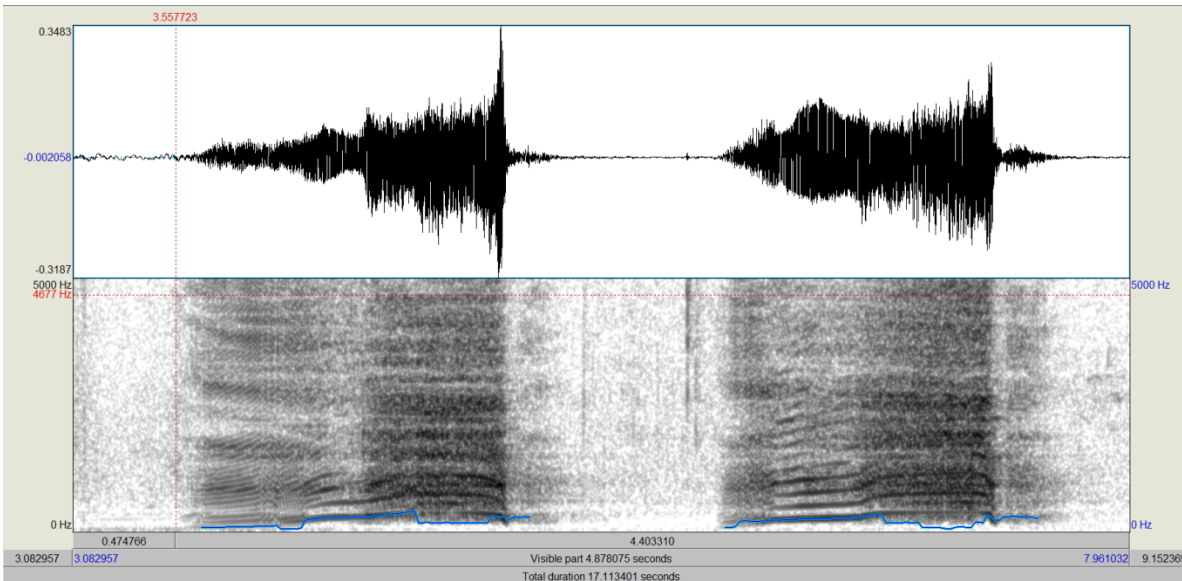 3.557723
0.3483
-0.002058
-0.3187
5000 Hz 5000 Hz
4677 Hz
0 Hz 0 Hz
0.474766 4.403310
3.082957 3.082957 Visible part 4.878075 seconds 7.961032 9.152369
Total duration 17.113401 seconds